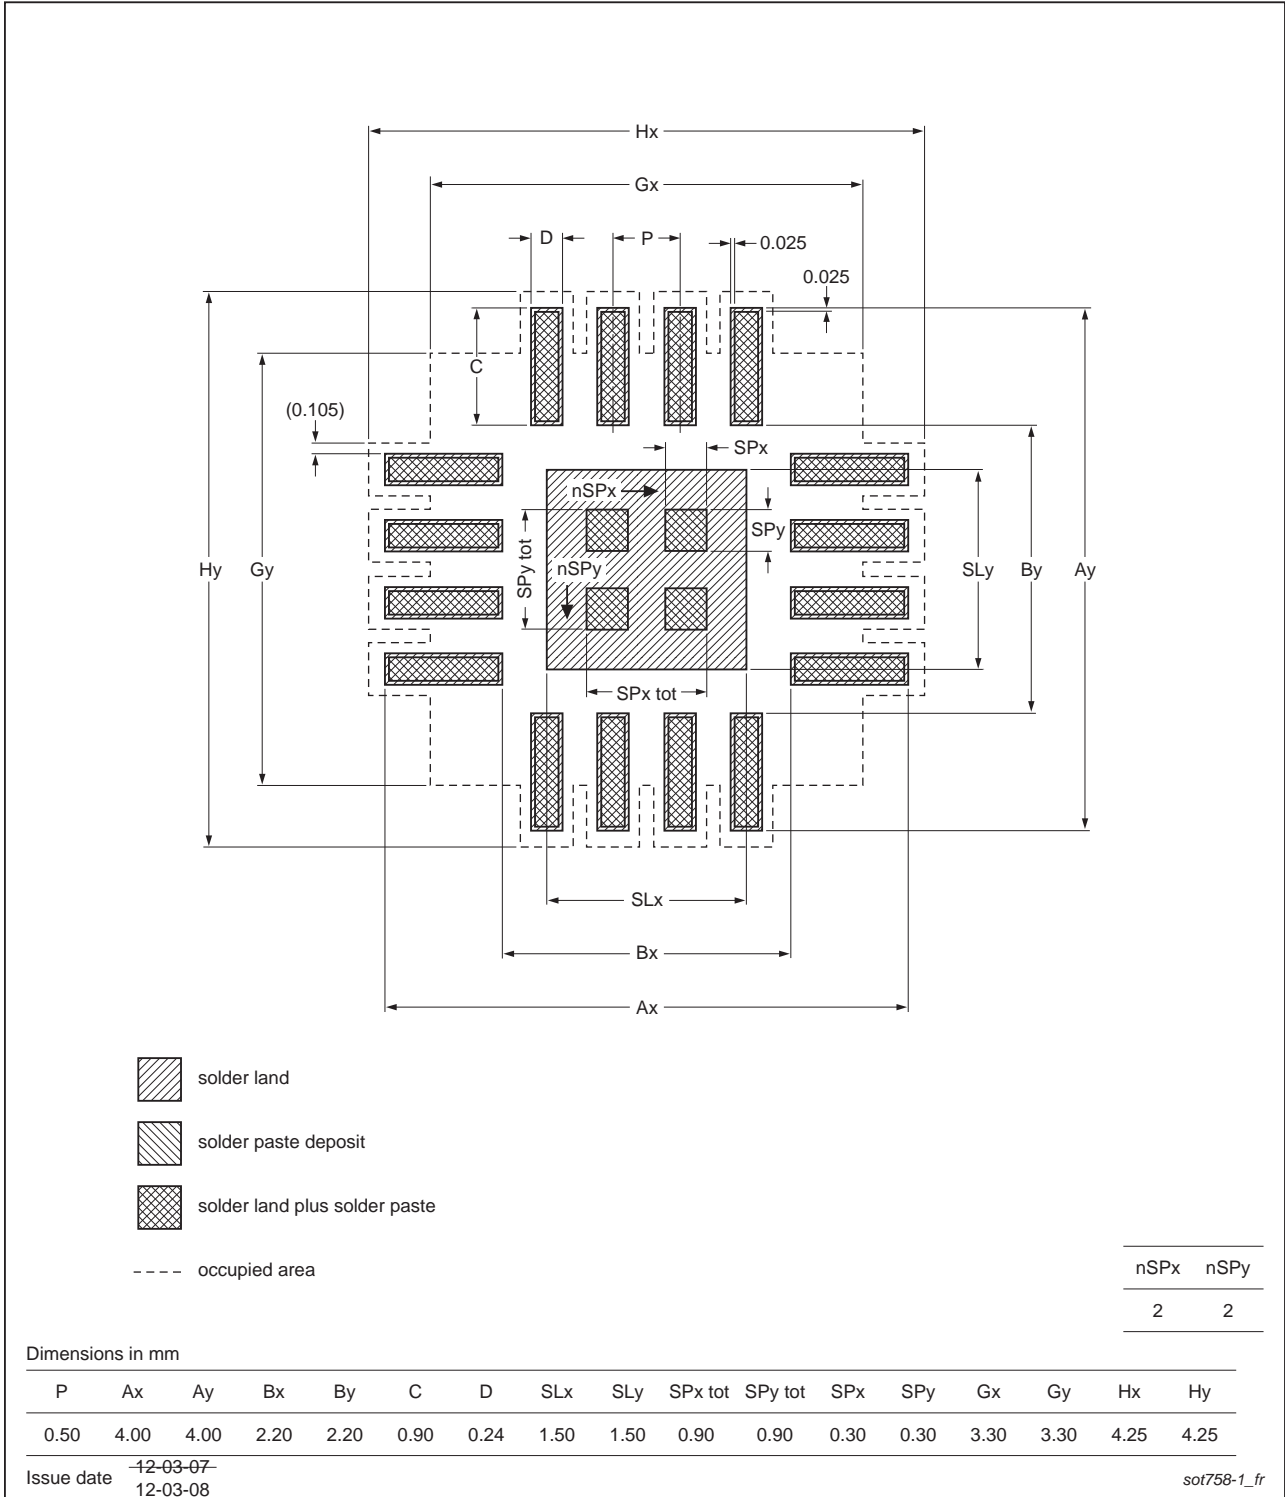 Hx
Gx
D
P
0.025
0.025
C
(0.105)
SPx
nSPx
SPy
SPy tot
nSPy
Hy
Gy
SLy
By
Ay
SPx tot
SLx
Bx
Ax
solder land
solder paste deposit
solder land plus solder paste
occupied area
nSPx nSPy
2 2
Dimensions in mm
P Ax Ay Bx By C D SLx SLy SPx tot SPy tot SPx SPy Gx Gy Hx Hy
0.50 4.00 4.00 2.20 2.20 0.90 0.24 1.50 1.50 0.90 0.90 0.30 0.30 3.30 3.30 4.25 4.25
Issue date 12-03-07
12-03-08
sot758-1_fr